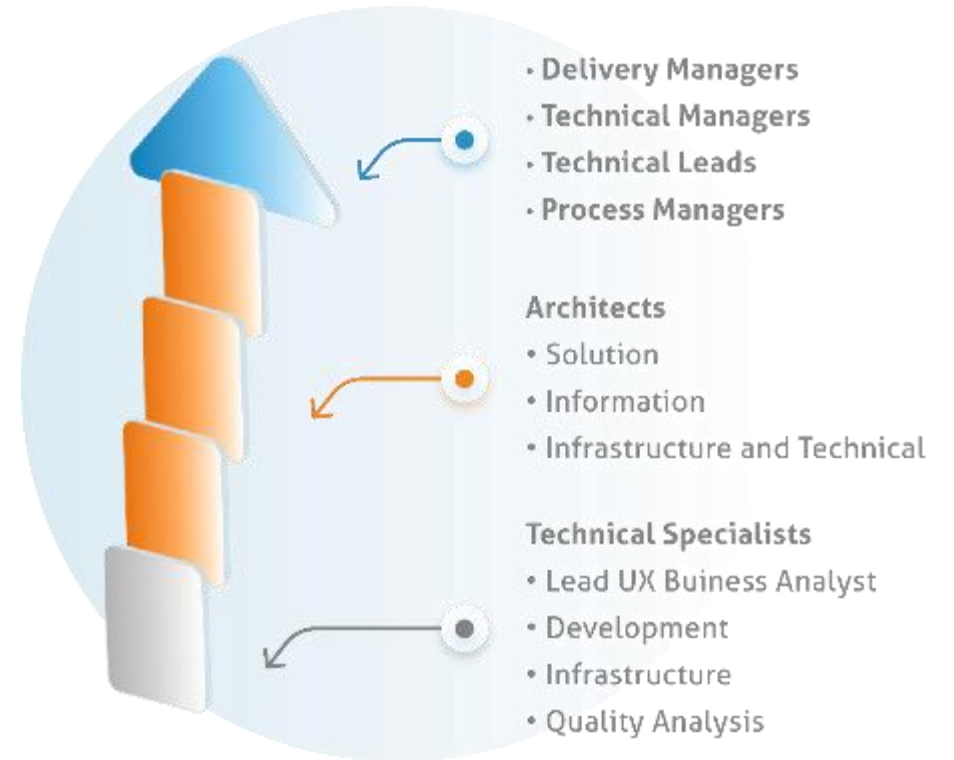 · Delivery Managers
· Technical Managers
· Technical Leads
· Process Managers
Architects
• Solution
• Information
• Infrastructure and Technical
Technical Specialists
• Lead UX Buiness Analyst
• Development
• Infrastructure
• Quality Analysis